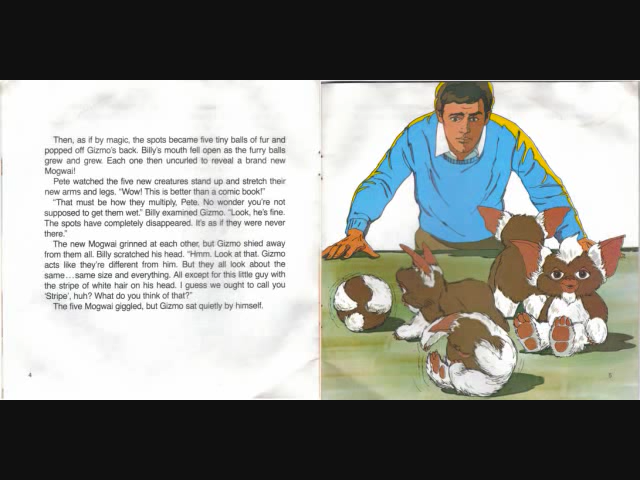 Then, as if by magic, the spots became five tiny balls of fur and
popped off Gizmo's back. Billy's mouth fell open as the furry balls
grew and grew. Each one then uncurled to reveal a brand new
Mogwai!
Pete watched the five new creatures stand up and stretch their
new arms and legs. "Wow! This is better than a comic book!"
"That must be how they multiply, Pete. No wonder you're not
supposed to get them wet." Billy examined Gizmo. "Look, he's fine.
The spots have completely disappeared. It's as if they were never
there."
The new Mogwai grinned at each other, but Gizmo shied away
from them all. Billy scratched his head. "Hmm. Look at that. Gizmo
acts like they're different from him. But they all look about the
same...same size and everything. All except for this little guy with
the stripe of white hair on his head. I guess we ought to call you
'Stripe', huh? What do you think of that?"
The five Mogwai giggled, but Gizmo sat quietly by himself.
4
5